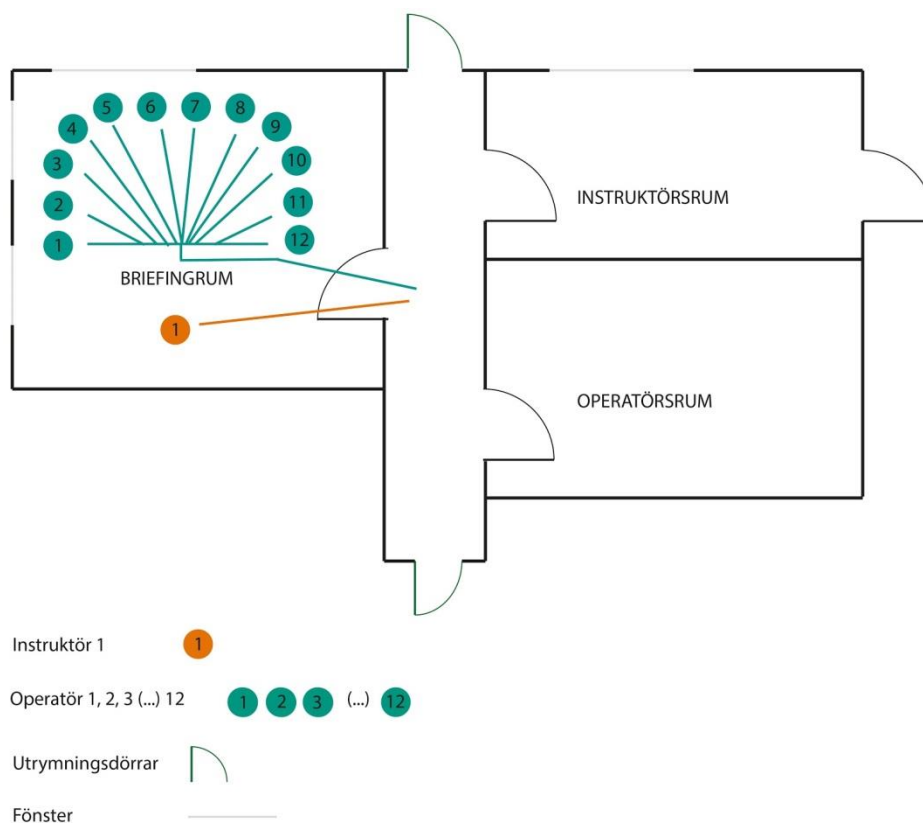 5
6
7
8
4
9
3
10
2
11
1
12
INSTRUKTÖRSRUM
BRIEFINGRUM
1
OPERATÖRSRUM
Instruktör 1 1
Operatör 1, 2, 3 (...) 12 1 2 3 (...) 12
Utrymningsdörrar
Fönster